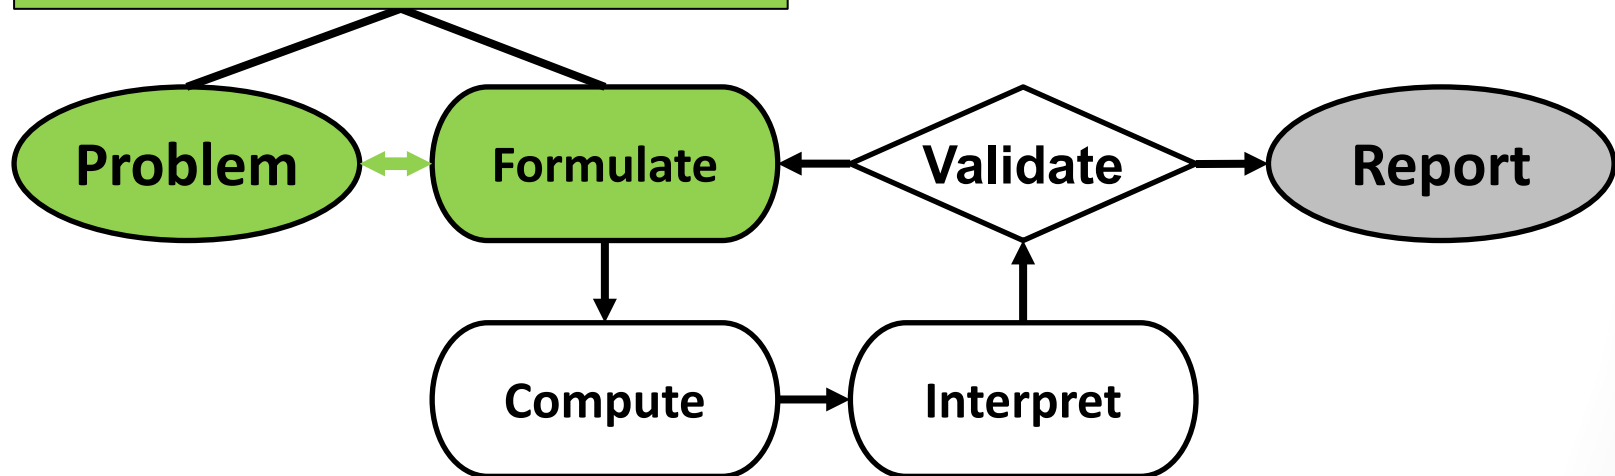 Problem
Formulate
Validate
Report
Compute
Interpret